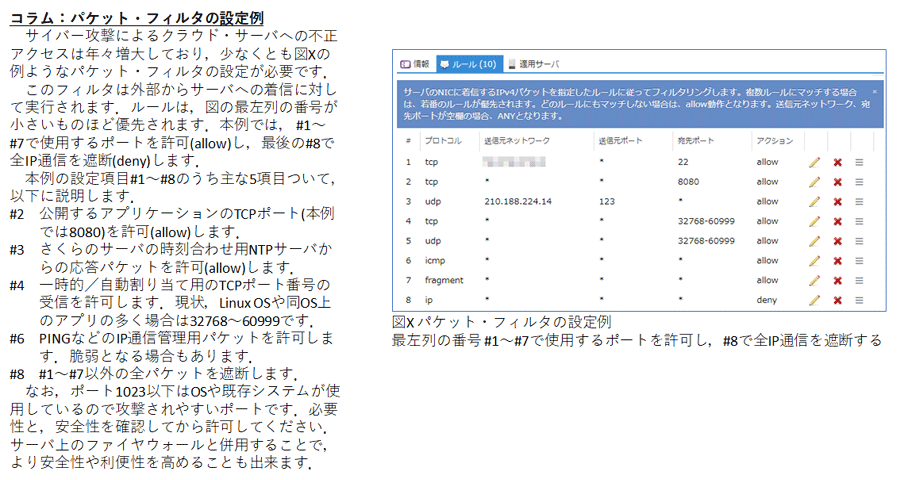 コラム：パケット・フィルタの設定例
サイバー攻撃によるクラウド・サーバへの不正
アクセスは年々増大しており，少なくとも図Xの
例ようなパケット・フィルタの設定が必要です．
このフィルタは外部からサーバへの着信に対し
て実行されます．ルールは，図の最左列の番号が
小さいものほど優先されます．本例では，#1～
#7で使用するポートを許可(allow)し，最後の#8で
全IP通信を遮断(deny)します．
本例の設定項目#1～#8のうち主な5項目ついて，
以下に説明します．
#2 公開するアプリケーションのTCPポート(本例
では8080)を許可(allow)します．
#3 さくらのサーバの時刻合わせ用NTPサーバか
らの応答パケットを許可(allow)します．
#4 一時的／自動割り当て用のTCPポート番号の
受信を許可します．現状，Linux OSや同OS上
のアプリの多く場合は32768～60999です．
#6 PINGなどのIP通信管理用パケットを許可しま
す．脆弱となる場合もあります．
#8 #1～#7以外の全パケットを遮断します．
なお，ポート1023以下はOSや既存システムが使
用しているので攻撃されやすいポートです．必要
性と，安全性を確認してから許可してください．
サーバ上のファイヤウォールと併用することで，
より安全性や利便性を高めることも出来ます．
情報 ルール (10) 適用サーバ
サーバのNICに着信するIPv4パケットを指定したルールに従ってフィルタリングします。複数ルールにマッチする場合
は、若番のルールが優先されます。どのルールにもマッチしない場合は、allow動作となります。送信元ネットワーク、宛
先ポートが空欄の場合、ANYとなります。
# プロトコル 送信元ネットワーク 送信元ポート 宛先ポート アクション
1 tcp * 22 allow
2 tcp * * 8080 allow
3 udp 210.188.224.14 123 * allow
4 tcp * * 32768-60999 allow
5 udp * * 32768-60999 allow
6 icmp * * * allow
7 fragment * * * allow
8 ip * * * deny
図X パケット・フィルタの設定例
最左列の番号 #1～#7で使用するポートを許可し，#8で全IP通信を遮断する